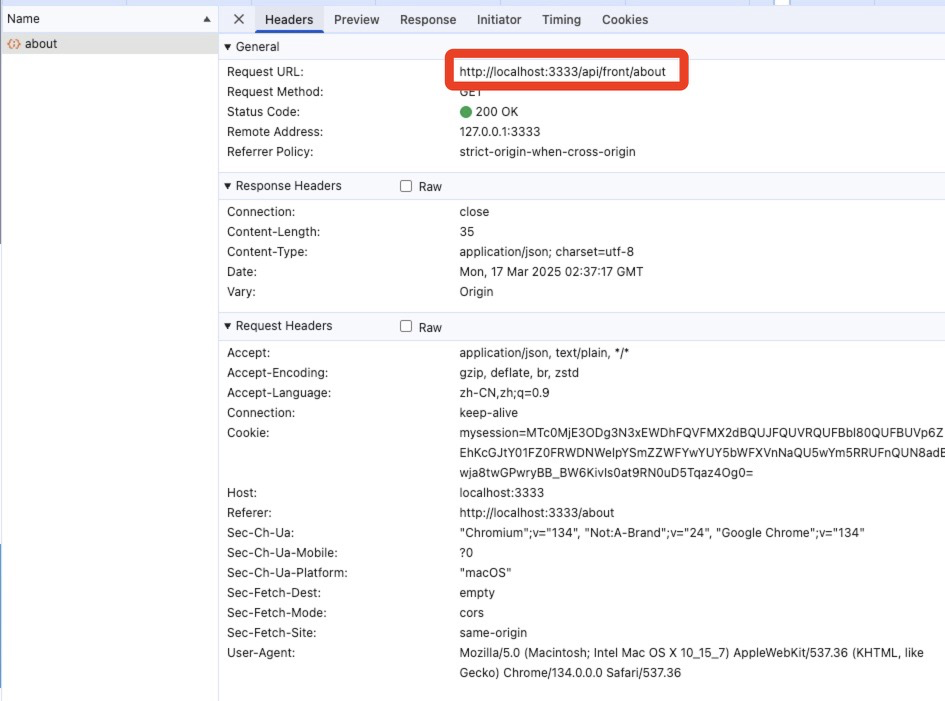 Name
about
Headers Preview Response Initiator Timing Cookies
General
Request URL: http://localhost:3333/api/front/about
Request Method: GET
Status Code: 200 OK
Remote Address: 127.0.0.1:3333
Referrer Policy: strict-origin-when-cross-origin
Response Headers Raw
Connection: close
Content-Length: 35
Content-Type: application/json; charset=utf-8
Date: Mon, 17 Mar 2025 02:37:17 GMT
Vary: Origin
Request Headers Raw
Accept: application/json, text/plain, */*
Accept-Encoding: gzip, deflate, br, zstd
Accept-Language: zh-CN,zh;q=0.9
Connection: keep-alive
Cookie: mysession=MTc0MjE3ODg3N3xEWDhFQVFMX2dBQUJFQUVRQUFBbl80QUFBUVp6Z
EhKcGJtY01FZ0FRWDNWelpYSmZZWFYwYUY5bWFXVnNaQU5wYm5RRUFnQUN8adE
wja8twGPwryBB_BW6KivIs0at9RN0uD5Tqaz4Og0=
Host: localhost:3333
Referer: http://localhost:3333/about
Sec-Ch-Ua: "Chromium";v="134", "Not:A-Brand";v="24", "Google Chrome";v="134"
Sec-Ch-Ua-Mobile: ?0
Sec-Ch-Ua-Platform: "macOS"
Sec-Fetch-Dest: empty
Sec-Fetch-Mode: cors
Sec-Fetch-Site: same-origin
User-Agent: Mozilla/5.0 (Macintosh; Intel Mac OS X 10_15_7) AppleWebKit/537.36 (KHTML, like
Gecko) Chrome/134.0.0.0 Safari/537.36